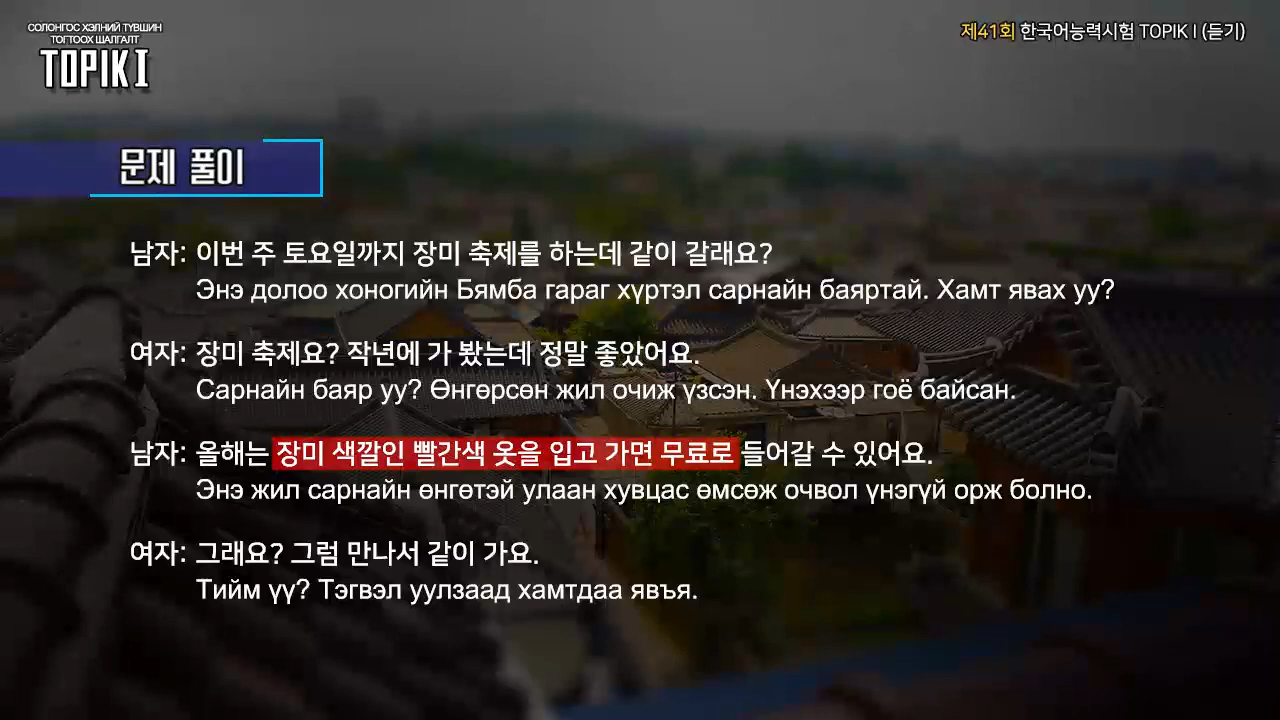 СОЛОНГОС ХЭЛНИЙ ТҮВШИН
ТОГТООХ ШАЛГАЛТ
TOPIK I
제41회 한국어능력시험 TOPIK I (듣기)
문제 풀이
남자: 이번 주 토요일까지 장미 축제를 하는데 같이 갈래요?
Энэ долоо хоногийн Бямба гараг хүртэл сарнайн баяртай. Хамт явах уу?
여자: 장미 축제요? 작년에 가 봤는데 정말 좋았어요.
Сарнайн баяр уу? Өнгөрсөн жил очиж үзсэн. Үнэхээр гоё байсан.
남자: 올해는 장미 색깔인 빨간색 옷을 입고 가면 무료로 들어갈 수 있어요.
Энэ жил сарнайн өнгөтэй улаан хувцас өмсөж очвол үнэгүй орж болно.
여자: 그래요? 그럼 만나서 같이 가요.
Тийм үү? Тэгвэл уулзаад хамтдаа явъя.